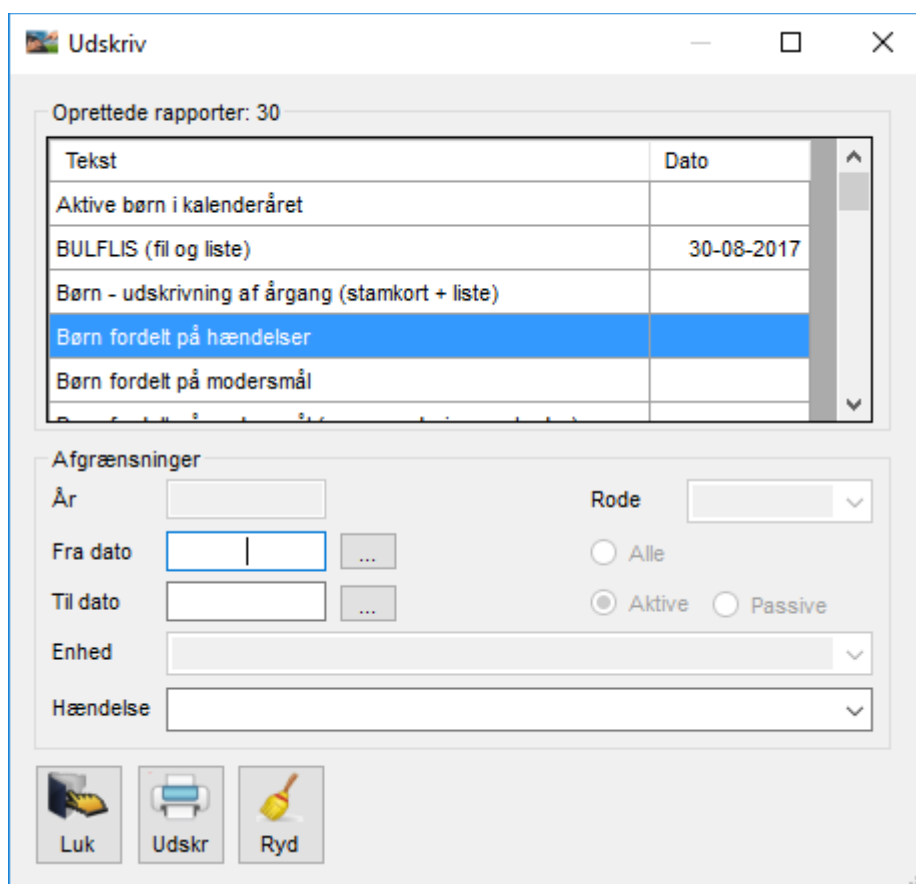 Udskriv
Oprettede rapporter: 30
Tekst Dato
Aktive børn i kalenderåret
BULFLIS (fil og liste) 30-08-2017
Børn - udskrivning af årgang (stamkort + liste)
Børn fordelt på hændelser
Børn fordelt på modersmål
Afgrænsninger
År Rode
Fra dato ... Alle
Til dato ... Aktive Passive
Enhed
Hændelse
Luk Udskr Ryd